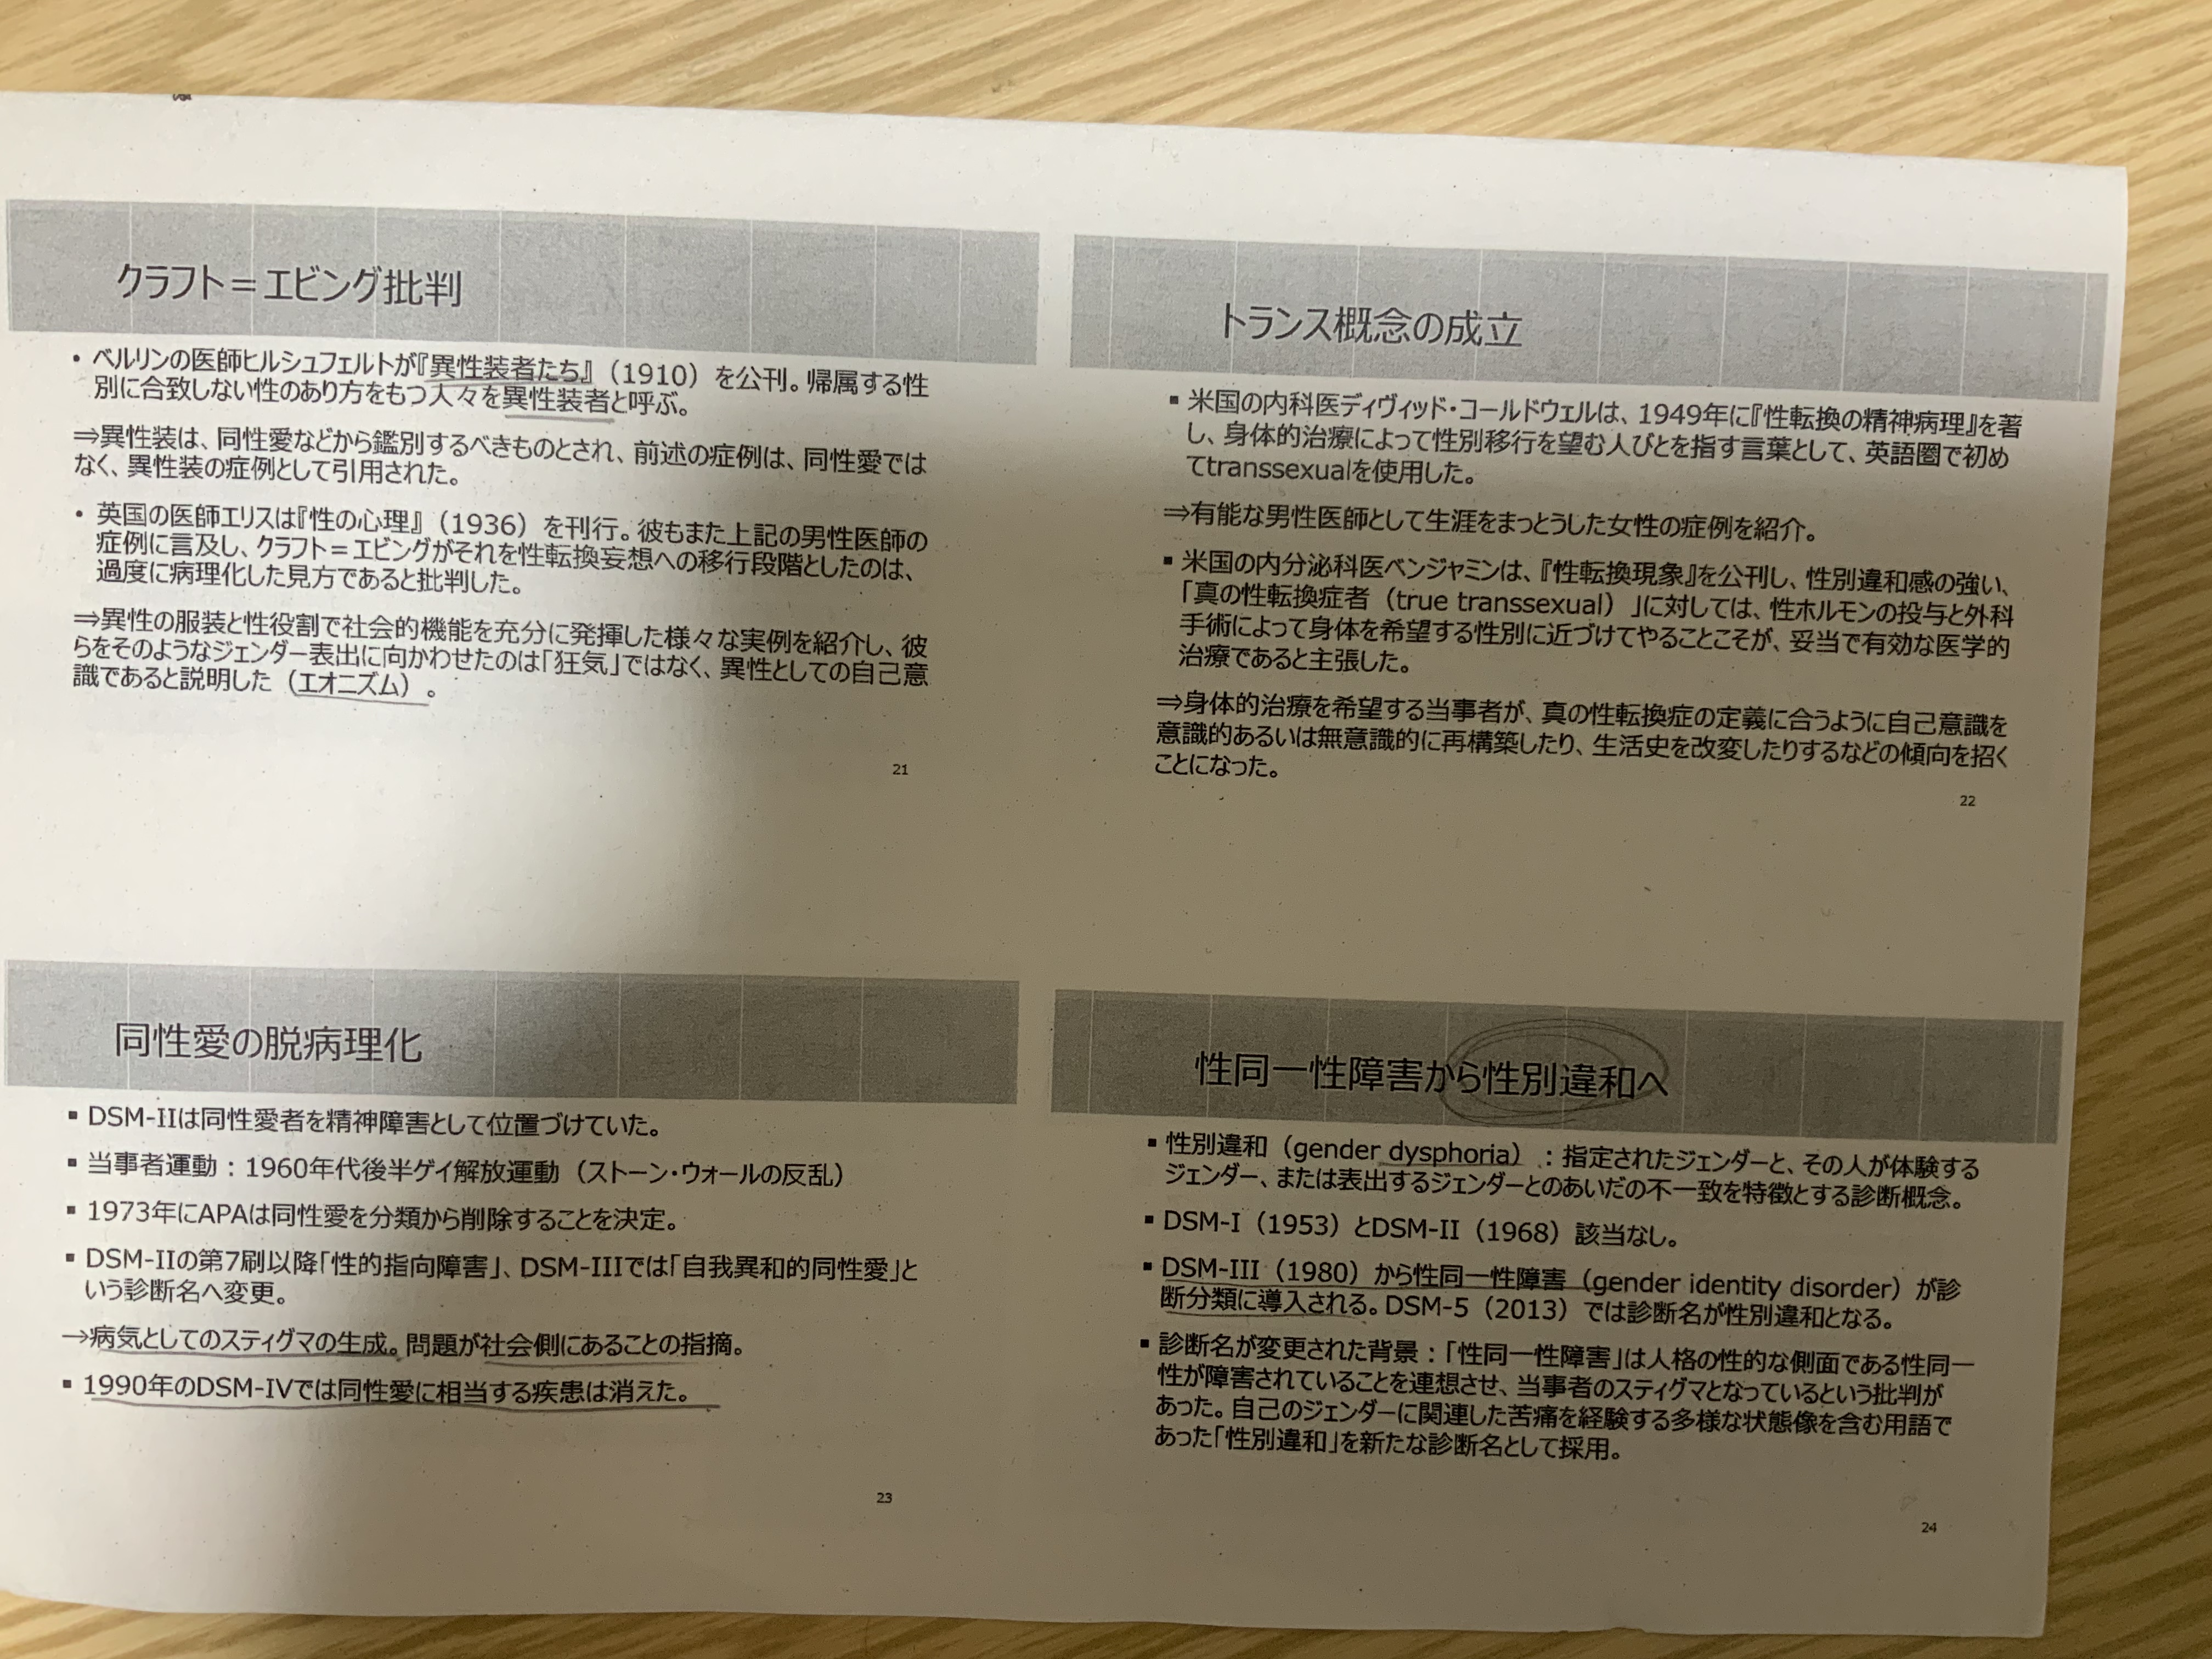 クラフト＝エビング批判
• ベルリンの医師ヒルシュフェルトが『異性装者たち』（1910）を公刊。帰属する性
別に合致しない性のあり方をもつ人々を異性装者と呼ぶ。
⇒異性装は、同性愛などから鑑別するべきものとされ、前述の症例は、同性愛では
なく、異性装の症例として引用された。
• 英国の医師エリスは『性の心理』（1936）を刊行。彼もまた上記の男性医師の
症例に言及し、クラフト＝エビングがそれを性転換妄想への移行段階としたのは、
過度に病理化した見方であると批判した。
⇒異性の服装と性役割で社会的機能を充分に発揮した様々な実例を紹介し、彼
らをそのようなジェンダー表出に向かわせたのは「狂気」ではなく、異性としての自己意
識であると説明した（エオニズム）。
21
トランス概念の成立
▪ 米国の内科医ディヴィッド・コールドウェルは、1949年に『性転換の精神病理』を著
し、身体的治療によって性別移行を望む人びとを指す言葉として、英語圏で初め
てtranssexualを使用した。
⇒有能な男性医師として生涯をまっとうした女性の症例を紹介。
▪ 米国の内分泌科医ベンジャミンは、『性転換現象』を公刊し、性別違和感の強い、
「真の性転換症者（true transsexual）」に対しては、性ホルモンの投与と外科
手術によって身体を希望する性別に近づけてやることこそが、妥当で有効な医学的
治療であると主張した。
⇒身体的治療を希望する当事者が、真の性転換症の定義に合うように自己意識を
意識的あるいは無意識的に再構築したり、生活史を改変したりするなどの傾向を招く
ことになった。
22
同性愛の脱病理化
▪ DSM-IIは同性愛者を精神障害として位置づけていた。
▪ 当事者運動：1960年代後半ゲイ解放運動（ストーン・ウォールの反乱）
▪ 1973年にAPAは同性愛を分類から削除することを決定。
▪ DSM-IIの第7刷以降「性的指向障害」、DSM-IIIでは「自我異和的同性愛」と
いう診断名へ変更。
→病気としてのスティグマの生成。問題が社会側にあることの指摘。
▪ 1990年のDSM-IVでは同性愛に相当する疾患は消えた。
23
性同一性障害から性別違和へ
▪ 性別違和（gender dysphoria）：指定されたジェンダーと、その人が体験する
ジェンダー、または表出するジェンダーとのあいだの不一致を特徴とする診断概念。
▪ DSM-I（1953）とDSM-II（1968）該当なし。
▪ DSM-III（1980）から性同一性障害（gender identity disorder）が診
断分類に導入される。DSM-5（2013）では診断名が性別違和となる。
▪ 診断名が変更された背景：「性同一性障害」は人格の性的な側面である性同一
性が障害されていることを連想させ、当事者のスティグマとなっているという批判が
あった。自己のジェンダーに関連した苦痛を経験する多様な状態像を含む用語で
あった「性別違和」を新たな診断名として採用。
24